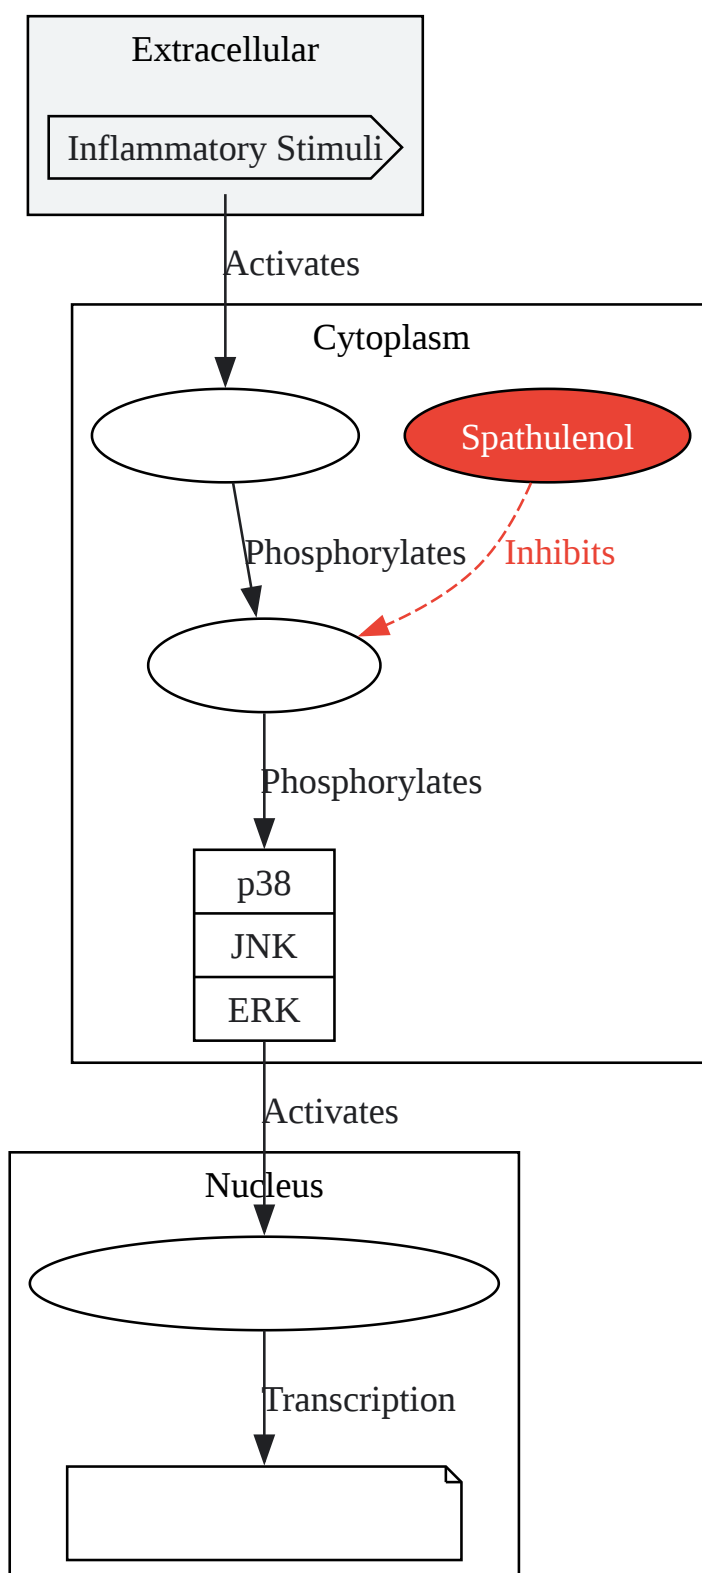 Extracellular
Inflammatory Stimuli
Activates
Cytoplasm
Spathulenol
Phosphorylates
Inhibits
Phosphorylates
p38
JNK
ERK
Activates
Nucleus
Transcription